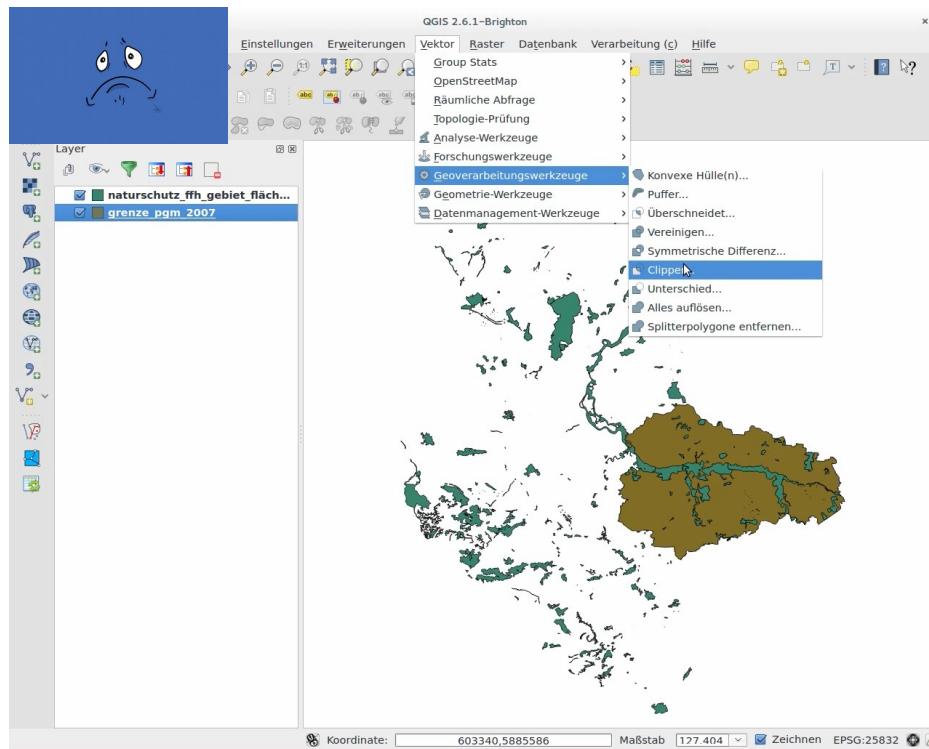 QGIS 2.6.1-Brighton
Einstellungen Erweiterungen Vektor Raster Datenbank Verarbeitung (c) Hilfe
Group Stats
OpenStreetMap
Räumliche Abfrage
Topologie-Prüfung
Analyse-Werkzeuge
Forschungswerkzeuge
Geoverarbeitungswerkzeuge
Geometrie-Werkzeuge
Datenmanagement-Werkzeuge
Konvexe Hülle(n)...
Puffer...
Überschneidet...
Vereinigen...
Symmetrische Differenz...
Clippe
Unterschied...
Alles auflösen...
Splitterpolygone entfernen...
abc
Layer
naturschutz_ffh_gebiet_fläch...
grenze_pgm_2007
Koordinate: 603340,5885586 Maßstab 127.404 Zeichnen EPSG:25832